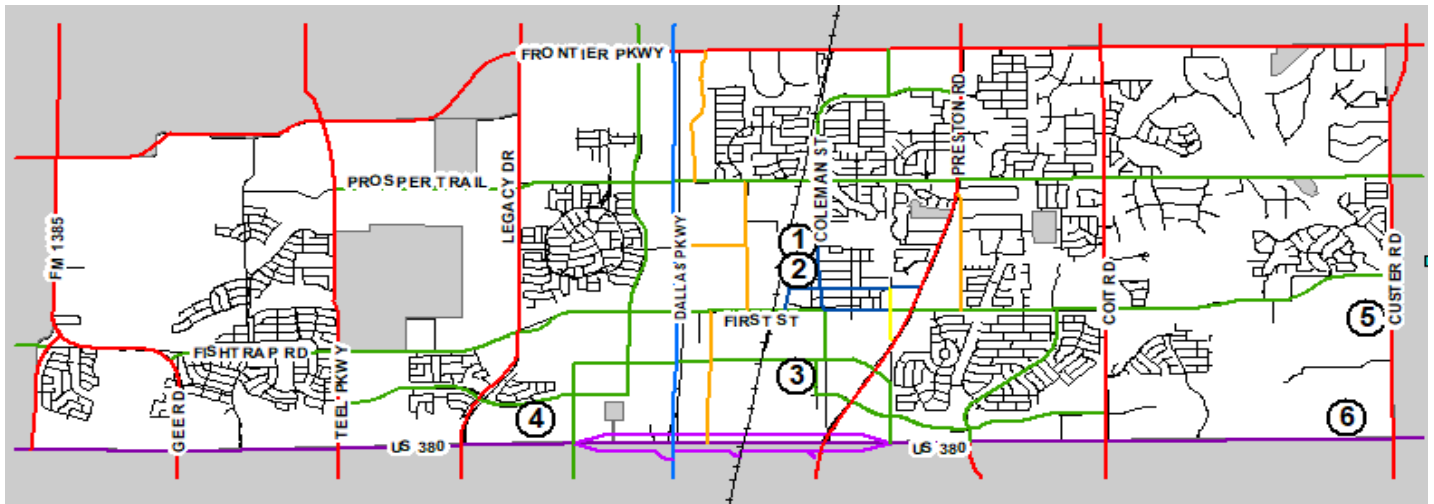 FRONTIER PKWY
PRESTON RD
PROSPER TRAIL
LEGACY DR
COLEMAN ST
FM 1385
DALLAS PKWY
1
2
COIT RD
CUSTER RD
FIRST ST
5
FISHTRAP RD
3
GEE RD
TEEL PKWY
4
6
US 380
US 380